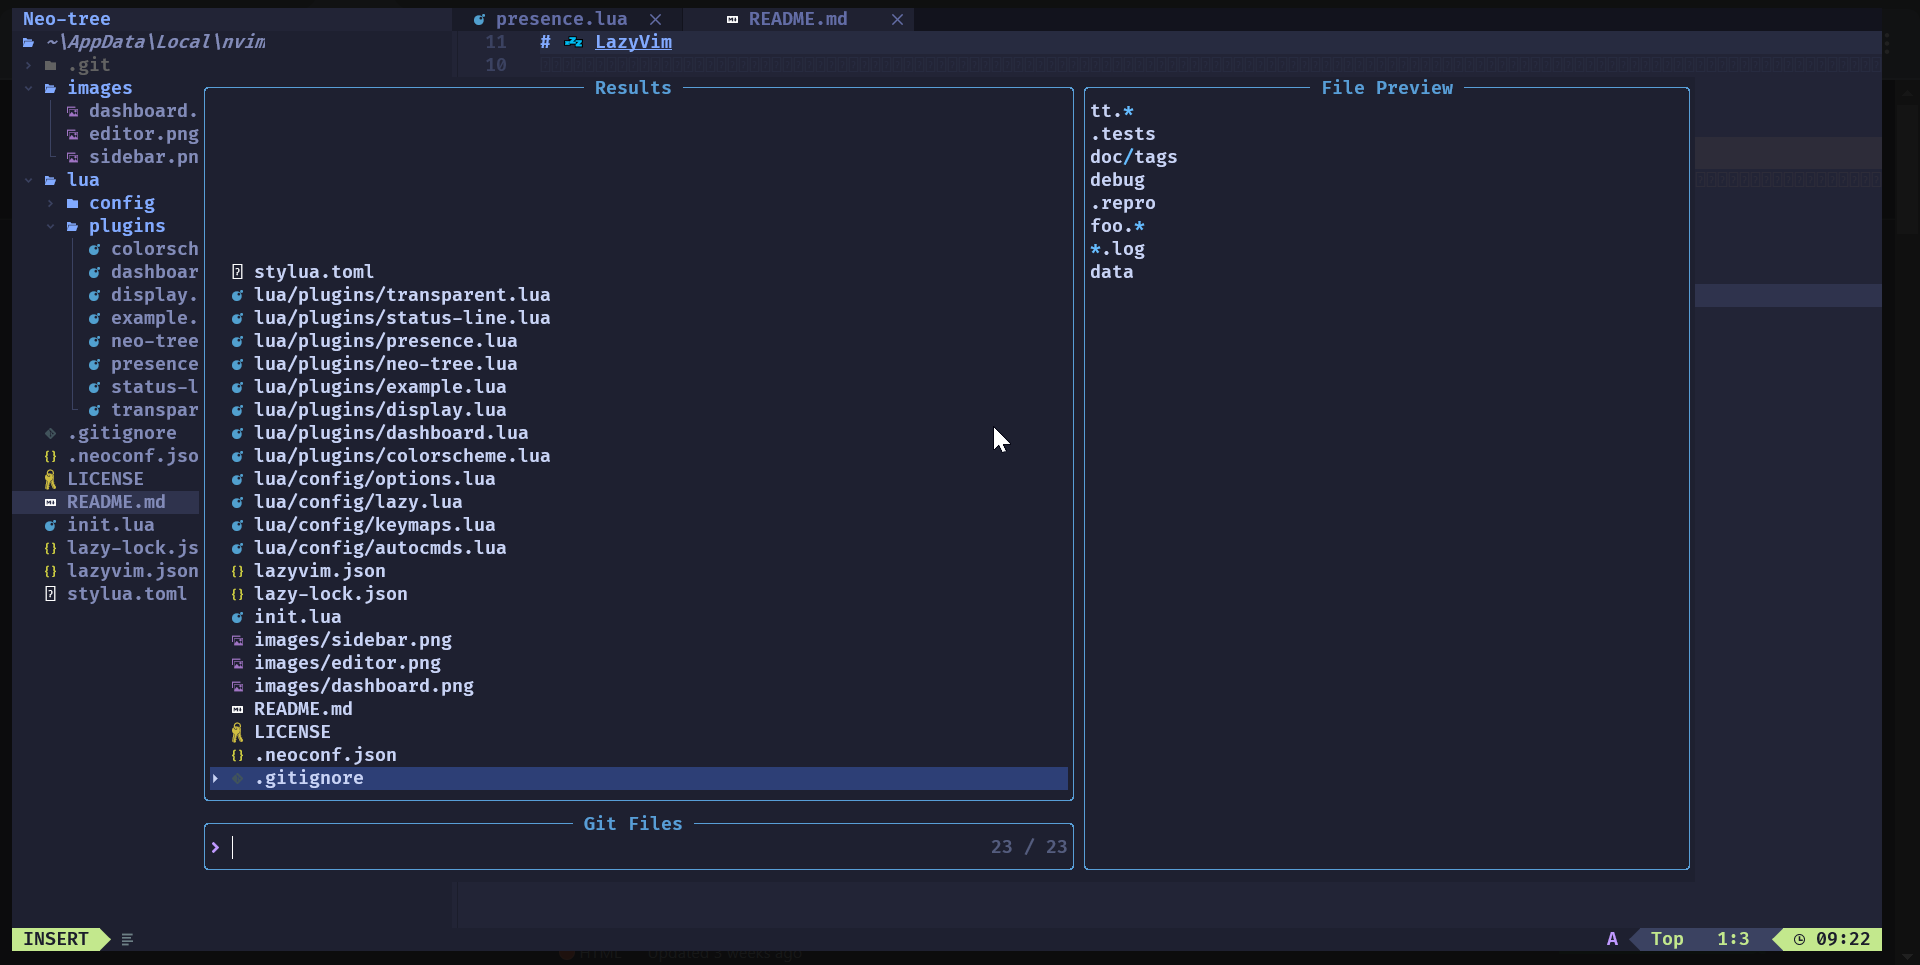 Neo-tree
~\AppData\Local\nvim
.git
images
dashboard.
editor.png
sidebar.pn
lua
config
plugins
colorsch
dashboar
display.
example.
neo-tree
presence
status-l
transpar
.gitignore
.neoconf.jso
LICENSE
README.md
init.lua
lazy-lock.js
lazyvim.json
stylua.toml
presence.lua
README.md
11 # LazyVim
10
Results
stylua.toml
lua/plugins/transparent.lua
lua/plugins/status-line.lua
lua/plugins/presence.lua
lua/plugins/neo-tree.lua
lua/plugins/example.lua
lua/plugins/display.lua
lua/plugins/dashboard.lua
lua/plugins/colorscheme.lua
lua/config/options.lua
lua/config/lazy.lua
lua/config/keymaps.lua
lua/config/autocmds.lua
lazyvim.json
lazy-lock.json
init.lua
images/sidebar.png
images/editor.png
images/dashboard.png
README.md
LICENSE
.neoconf.json
.gitignore
Git Files
> 23 / 23
File Preview
tt.*
.tests
doc/tags
debug
.repro
foo.*
*.log
data
INSERT
A Top 1:3 09:22
HTML Updated 3 weeks ago